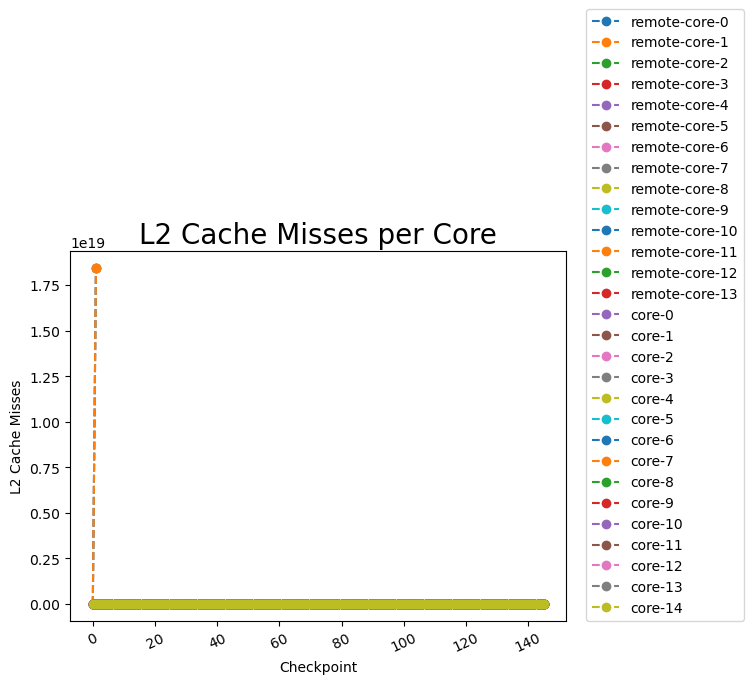 L2 Cache Misses per Core
1e19
1.75
1.50
1.25
1.00
0.75
0.50
0.25
0.00
L2 Cache Misses
0
20
40
60
80
100
120
140
Checkpoint
remote-core-0
remote-core-1
remote-core-2
remote-core-3
remote-core-4
remote-core-5
remote-core-6
remote-core-7
remote-core-8
remote-core-9
remote-core-10
remote-core-11
remote-core-12
remote-core-13
core-0
core-1
core-2
core-3
core-4
core-5
core-6
core-7
core-8
core-9
core-10
core-11
core-12
core-13
core-14